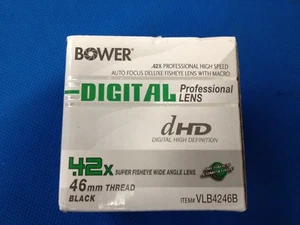 BOWER®
.42X PROFESSIONAL HIGH SPEED
AUTO FOCUS DELUXE FISHEYE LENS WITH MACRO
DIGITAL Professional
LENS
dHD
DIGITAL HIGH DEFINITION
.42x SUPER FISHEYE WIDE ANGLE LENS
46mm THREAD
BLACK
ITEM# VLB4246B